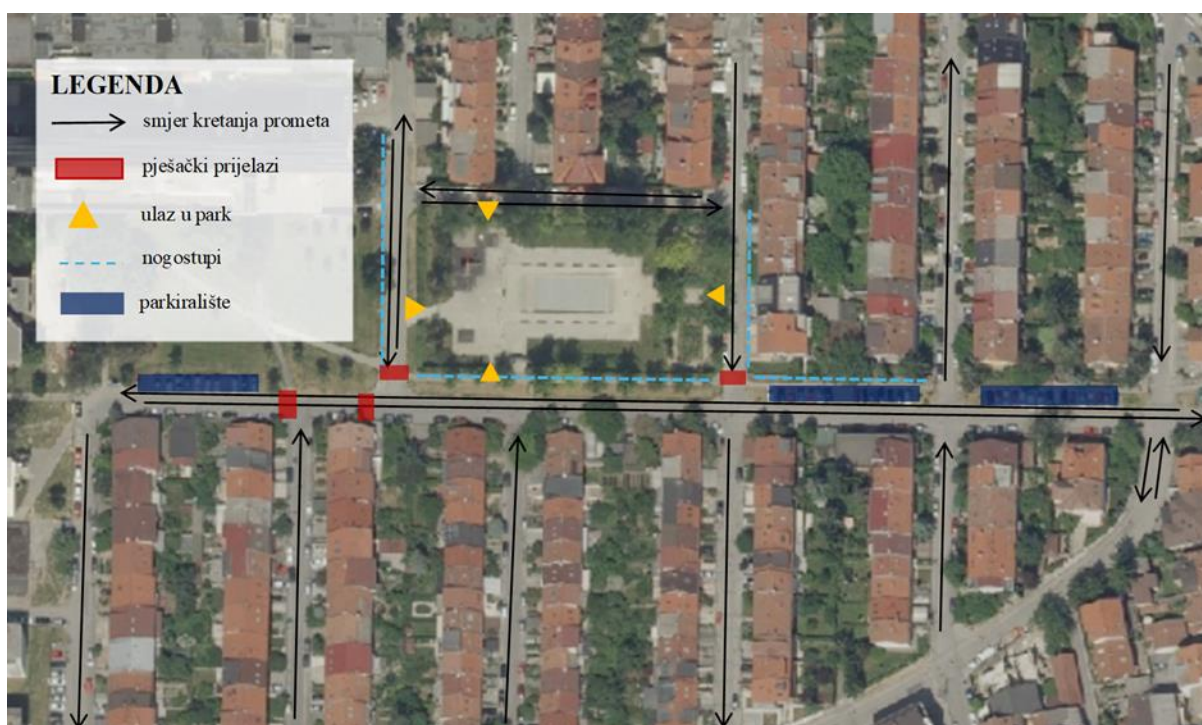 LEGENDA
smjer kretanja prometa
pješački prijelazi
ulaz u park
nogostupi
parkiralište